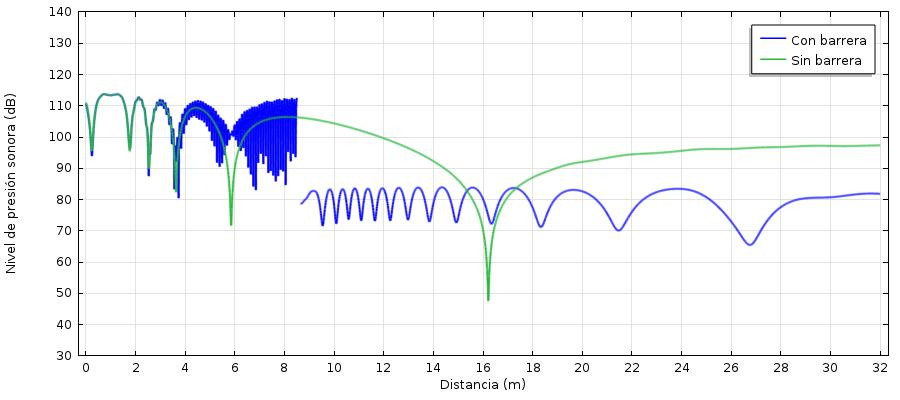 140
130
120
110
100
90
80
70
60
50
40
30
Nivel de presión sonora (dB)
Con barrera
Sin barrera
0 2 4 6 8 10 12 14 16 18 20 22 24 26 28 30 32
Distancia (m)